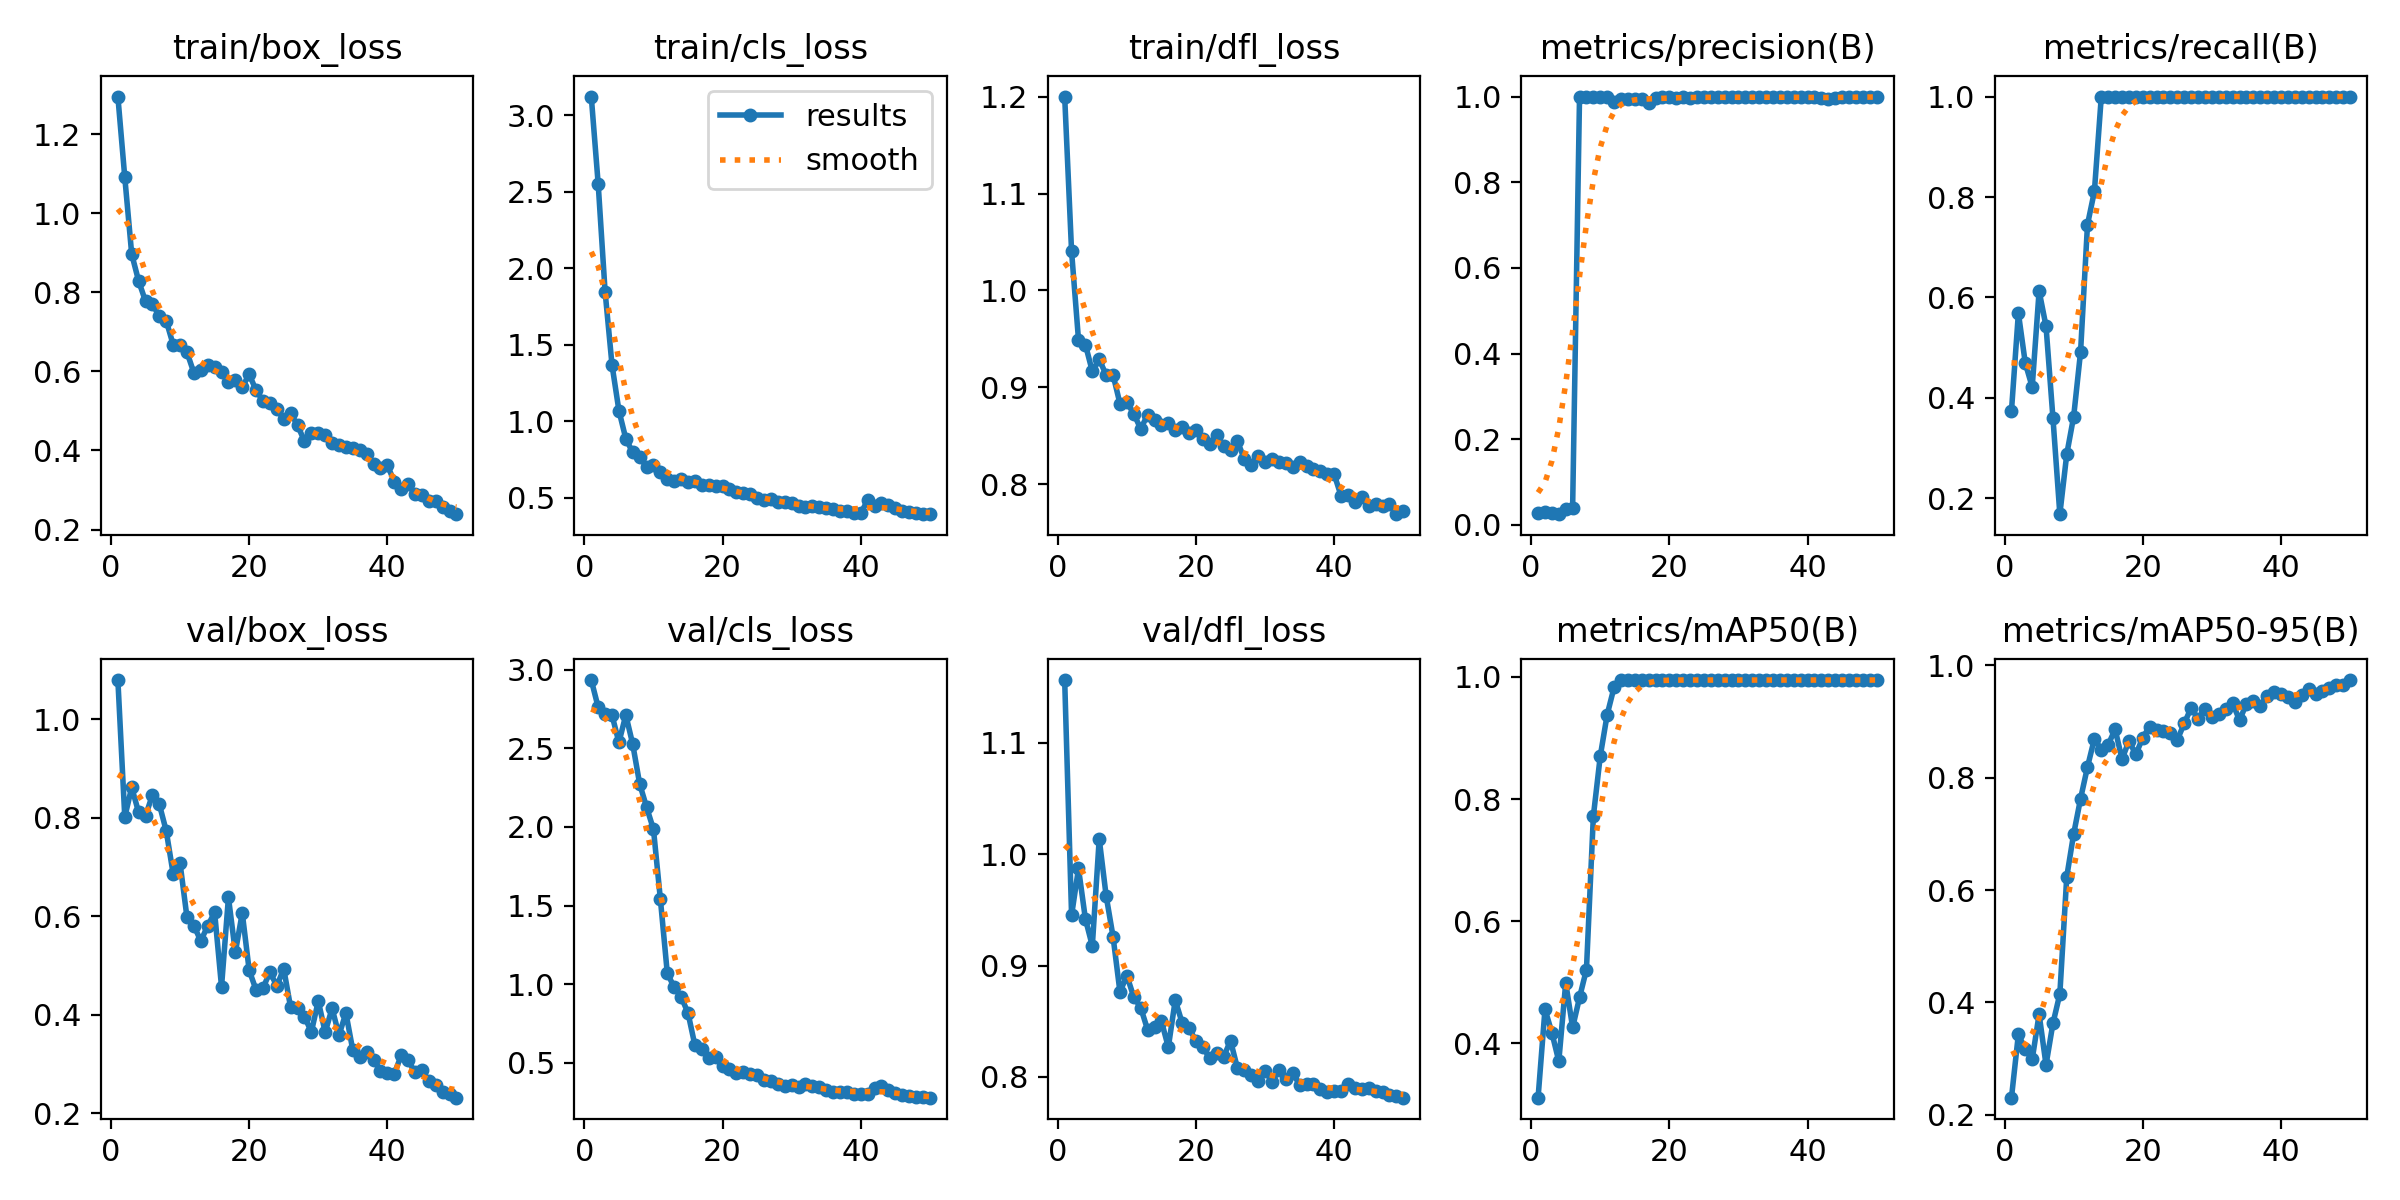 train/box_loss
1.2
1.0
0.8
0.6
0.4
0.2
0 20 40
train/cls_loss
results
smooth
3.0
2.5
2.0
1.5
1.0
0.5
0 20 40
train/dfl_loss
1.2
1.1
1.0
0.9
0.8
0 20 40
metrics/precision(B)
1.0
0.8
0.6
0.4
0.2
0.0
0 20 40
metrics/recall(B)
1.0
0.8
0.6
0.4
0.2
0 20 40
val/box_loss
1.0
0.8
0.6
0.4
0.2
0 20 40
val/cls_loss
3.0
2.5
2.0
1.5
1.0
0.5
0 20 40
val/dfl_loss
1.1
1.0
0.9
0.8
0 20 40
metrics/mAP50(B)
1.0
0.8
0.6
0.4
0 20 40
metrics/mAP50-95(B)
1.0
0.8
0.6
0.4
0.2
0 20 40